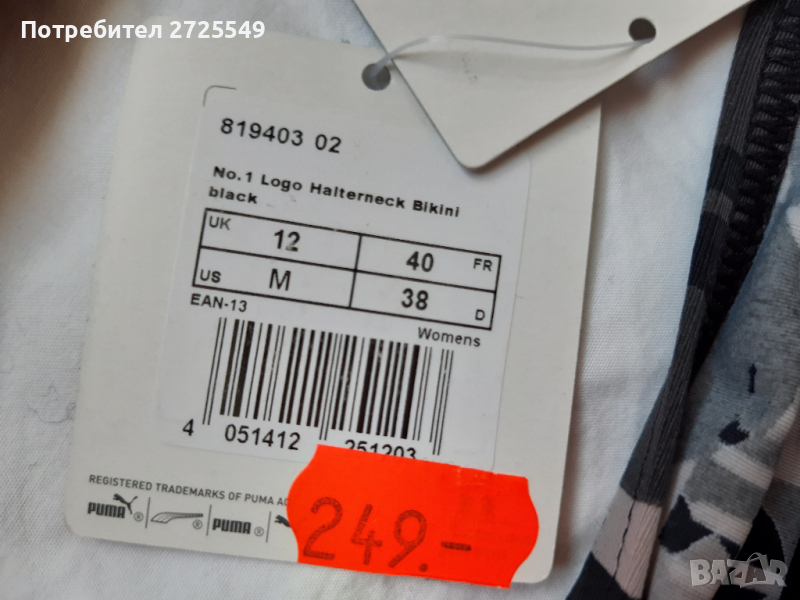 Потребител 2725549
819403 02
No.1 Logo Halterneck Bikini
black
UK 12 40 FR
US M 38 D
EAN-13
Womens
4 051412 251203
REGISTERED TRADEMARKS OF PUMA AG
PUMA ® ® PUMA ®
249.-
BAZAR